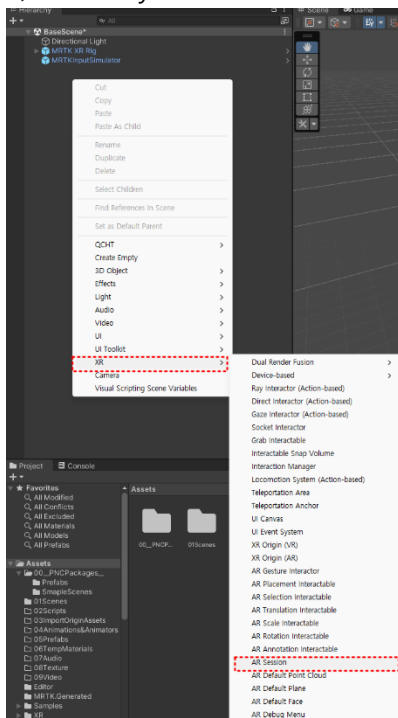 Hierarchy
Scene
Game
All
BaseScene*
Directional Light
MRTK XR Rig
MRTKInputSimulator
Cut
Copy
Paste
Paste As Child
Rename
Duplicate
Delete
Select Children
Find References In Scene
Set as Default Parent
QCHT
Create Empty
3D Object
Effects
Light
Audio
Video
UI
UI Toolkit
XR
Camera
Visual Scripting Scene Variables
Dual Render Fusion
Device-based
Ray Interactor (Action-based)
Direct Interactor (Action-based)
Gaze Interactor (Action-based)
Socket Interactor
Grab Interactable
Interactable Snap Volume
Interaction Manager
Locomotion System (Action-based)
Teleportation Area
Teleportation Anchor
UI Canvas
UI Event System
XR Origin (VR)
XR Origin (AR)
AR Gesture Interactor
AR Placement Interactable
AR Selection Interactable
AR Translation Interactable
AR Scale Interactable
AR Rotation Interactable
AR Annotation Interactable
AR Session
AR Default Point Cloud
AR Default Plane
AR Default Face
AR Debug Menu
Project
Console
Favorites
All Modified
All Conflicts
All Excluded
All Materials
All Models
All Prefabs
Assets
00_PNCPackages_
Prefabs
SmapleScenes
01Scenes
02Scripts
03ImportOriginAssets
04Animations&Animators
05Prefabs
06TempMaterials
07Audio
08Texture
09Video
Editor
MRTK.Generated
Samples
XR
Assets
00_PNCP...
01Scenes